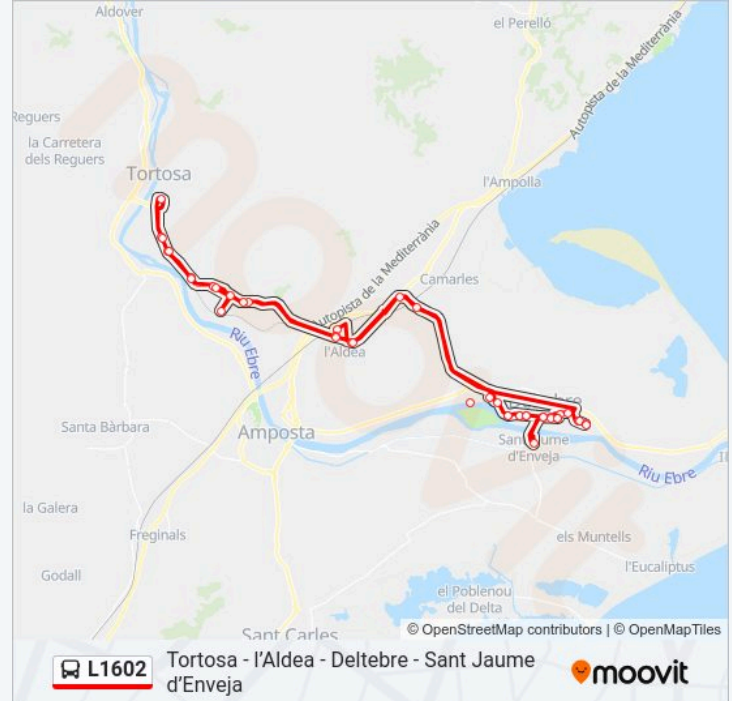 Aldover
el Perelló
Autopista de la Mediterrània
Reguers
la Carretera
dels Reguers
Tortosa
l'Ampolla
Autopista de la Mediterrània
Camarles
Riu Ebre
l'Aldea
Santa Bàrbara
Amposta
Sant Jaume
d'Enveja
Riu Ebre
la Galera
Freginals
els Muntells
l'Eucaliptus
Godall
el Poblenou
del Delta
Sant Carles
© OpenStreetMap contributors | © OpenMapTiles
L1602
Tortosa - l’Aldea - Deltebre - Sant Jaume
d’Enveja
moovit